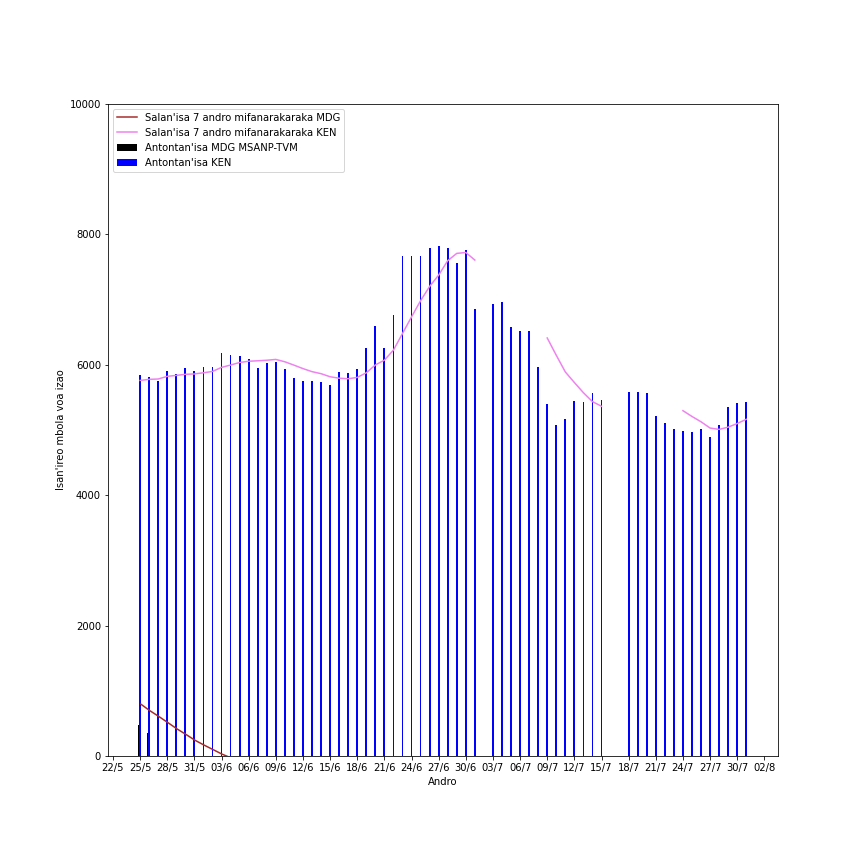 Salan'isa 7 andro mifanarakaraka MDG
Salan'isa 7 andro mifanarakaraka KEN
Antontan'isa MDG MSANP-TVM
Antontan'isa KEN
10000
8000
6000
4000
2000
0
Isan'ireo mbola voa izao
22/5 25/5 28/5 31/5 03/6 06/6 09/6 12/6 15/6 18/6 21/6 24/6 27/6 30/6 03/7 06/7 09/7 12/7 15/7 18/7 21/7 24/7 27/7 30/7 02/8
Andro